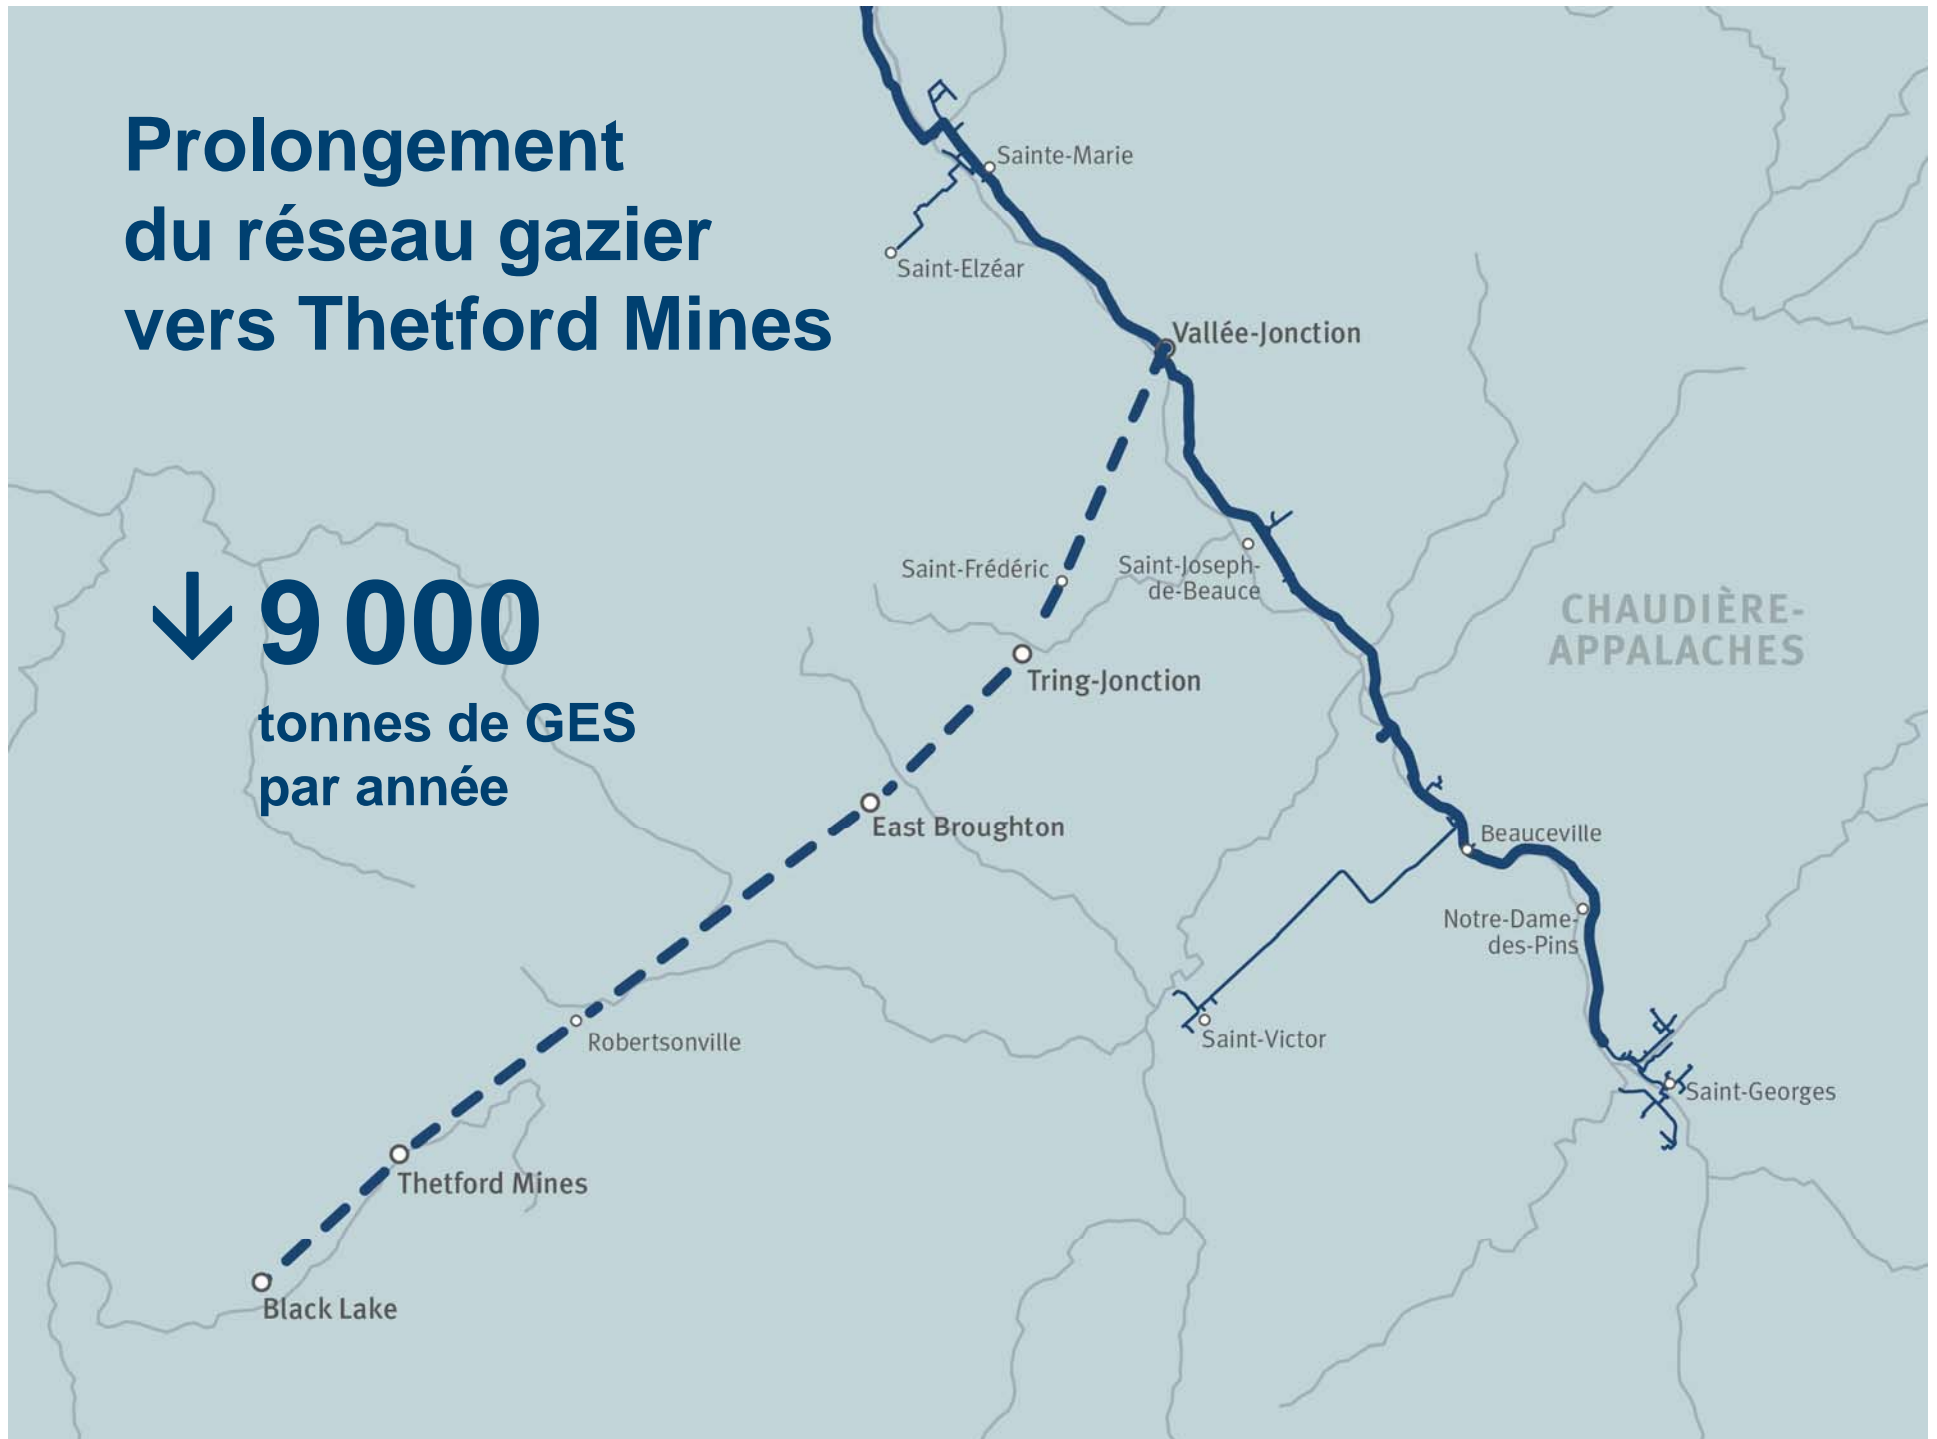 Prolongement
du réseau gazier
vers Thetford Mines
Sainte-Marie
Saint-Elzéar
Vallée-Jonction
↓ 9 000
tonnes de GES
par année
Saint-Frédéric
Saint-Joseph-
de-Beauce
CHAUDIÈRE-
APPALACHES
Tring-Jonction
East Broughton
Beauceville
Notre-Dame-
des-Pins
Robertsonville
Saint-Victor
Saint-Georges
Thetford Mines
Black Lake